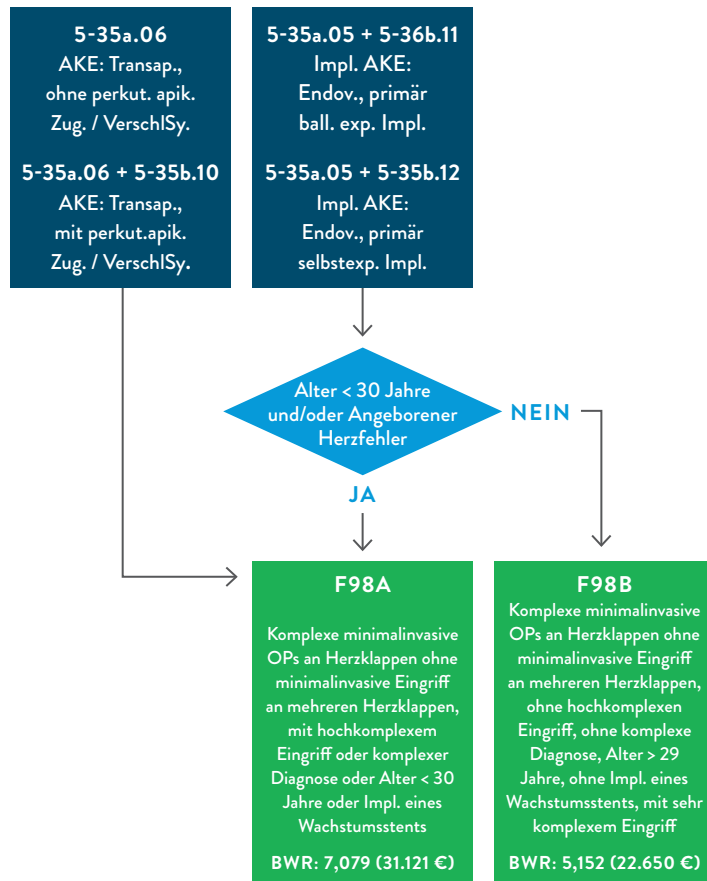 5-35a.06
AKE: Transap.,
ohne perkut. apik.
Zug. / VerschlSy.
5-35a.06 + 5-35b.10
AKE: Transap.,
mit perkut.apik.
Zug. / VerschlSy.
5-35a.05 + 5-36b.11
Impl. AKE:
Endov., primär
ball. exp. Impl.
5-35a.05 + 5-35b.12
Impl. AKE:
Endov., primär
selbstexp. Impl.
Alter < 30 Jahre
und/oder Angeborener
Herzfehler
NEIN
JA
F98A
Komplexe minimalinvasive
OPs an Herzklappen ohne
minimalinvasive Eingriff
an mehreren Herzklappen,
mit hochkomplexem
Eingriff oder komplexer
Diagnose oder Alter < 30
Jahre oder Impl. eines
Wachstumsstents
BWR: 7,079 (31.121 €)
F98B
Komplexe minimalinvasive
OPs an Herzklappen ohne
minimalinvasive Eingriff
an mehreren Herzklappen,
ohne hochkomplexen
Eingriff, ohne komplexe
Diagnose, Alter > 29
Jahre, ohne Impl. eines
Wachstumsstents, mit sehr
komplexem Eingriff
BWR: 5,152 (22.650 €)